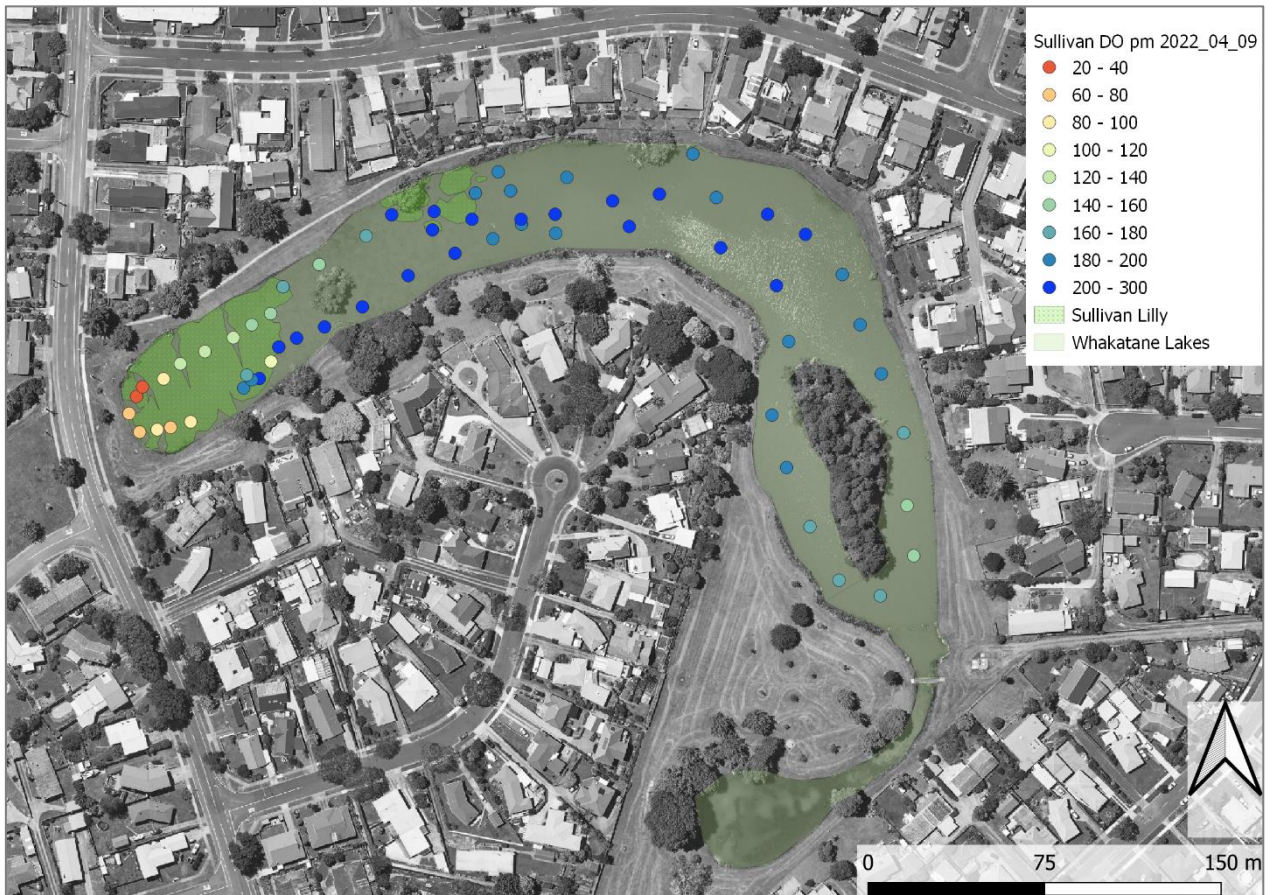 Sullivan DO pm 2022_04_09
20 - 40
60 - 80
80 - 100
100 - 120
120 - 140
140 - 160
160 - 180
180 - 200
200 - 300
Sullivan Lilly
Whakatane Lakes
0 75 150 m